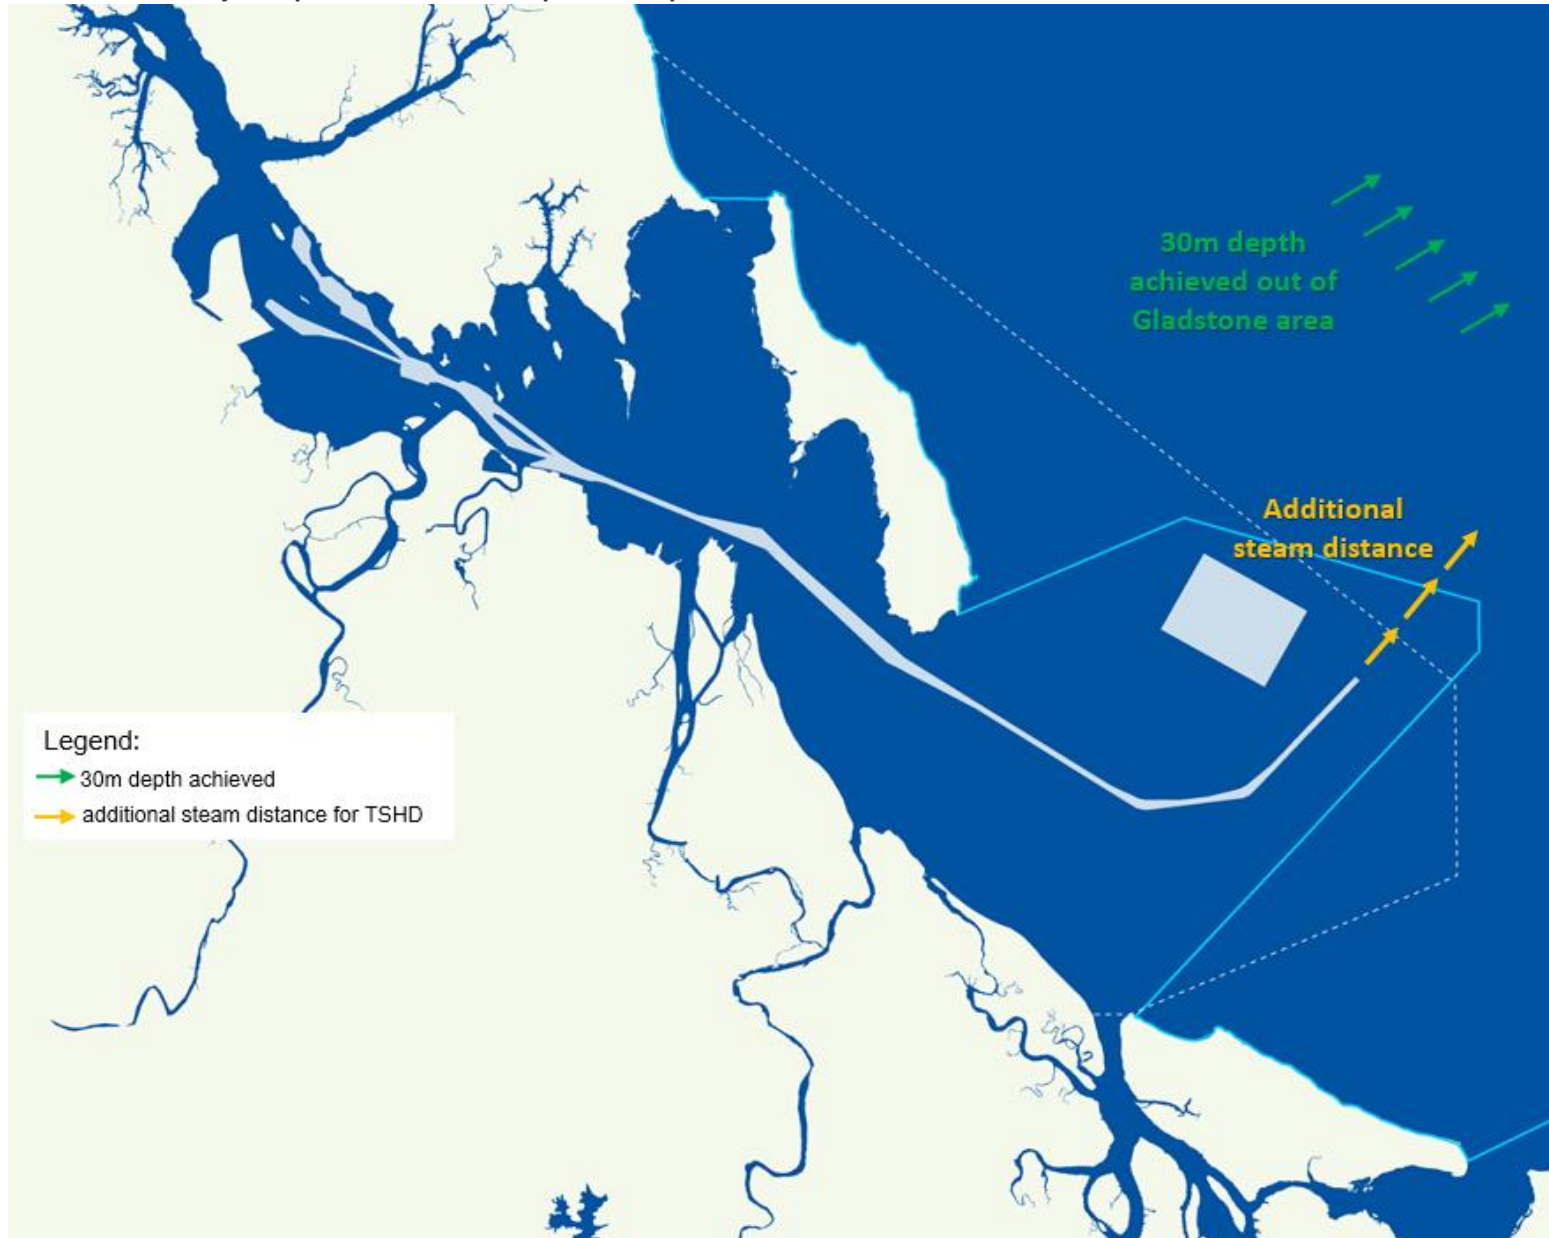 30m depth
achieved out of
Gladstone area
Additional
steam distance
Legend:
30m depth achieved
additional steam distance for TSHD